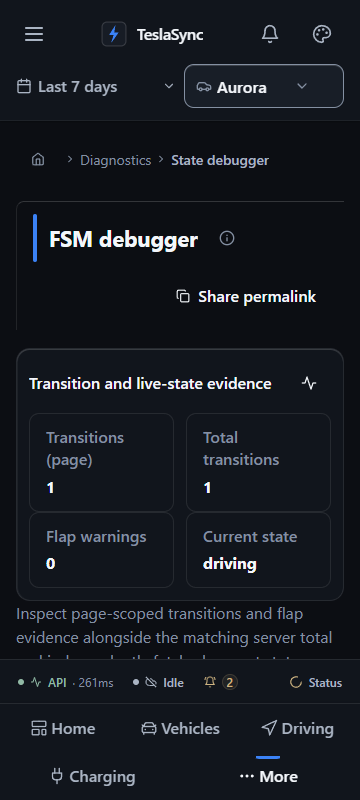 TeslaSync
Last 7 days
Aurora
Diagnostics
State debugger
FSM debugger
Share permalink
Transition and live-state evidence
Transitions
(page)
1
Total
transitions
1
Flap warnings
0
Current state
driving
Inspect page-scoped transitions and flap
evidence alongside the matching server total
API · 261ms
Idle
2
Status
Home
Vehicles
Driving
Charging
More